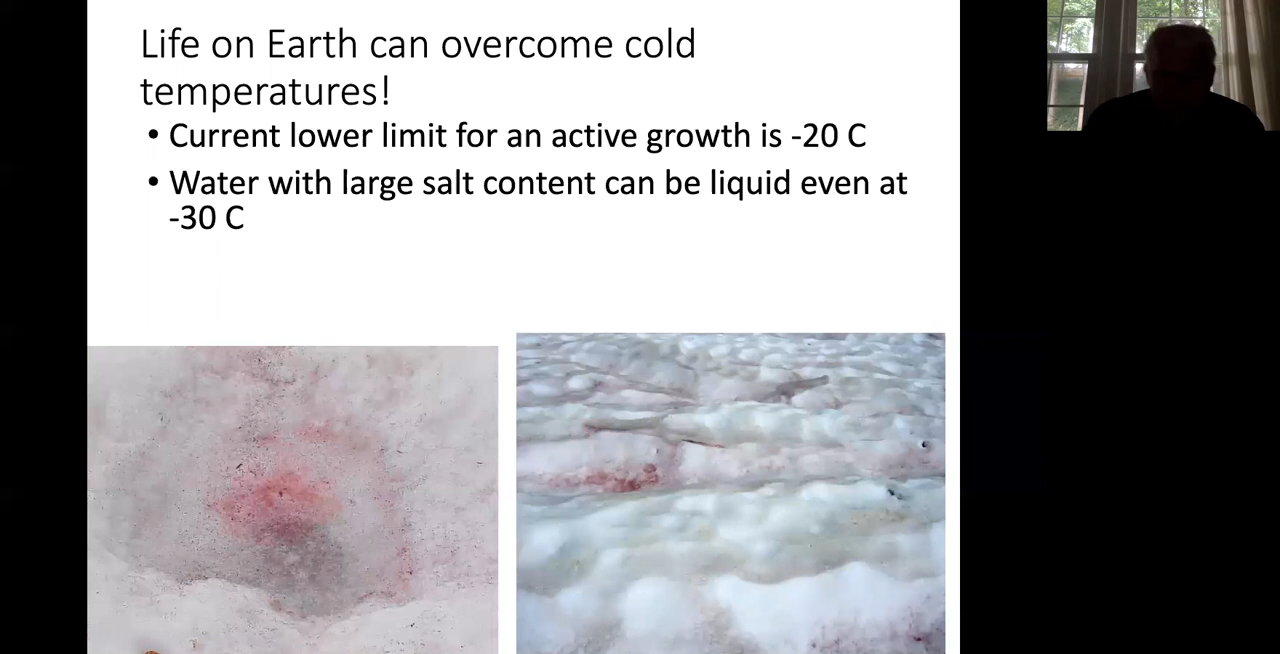 Life on Earth can overcome cold
temperatures!
• Current lower limit for an active growth is -20 C
• Water with large salt content can be liquid even at
-30 C